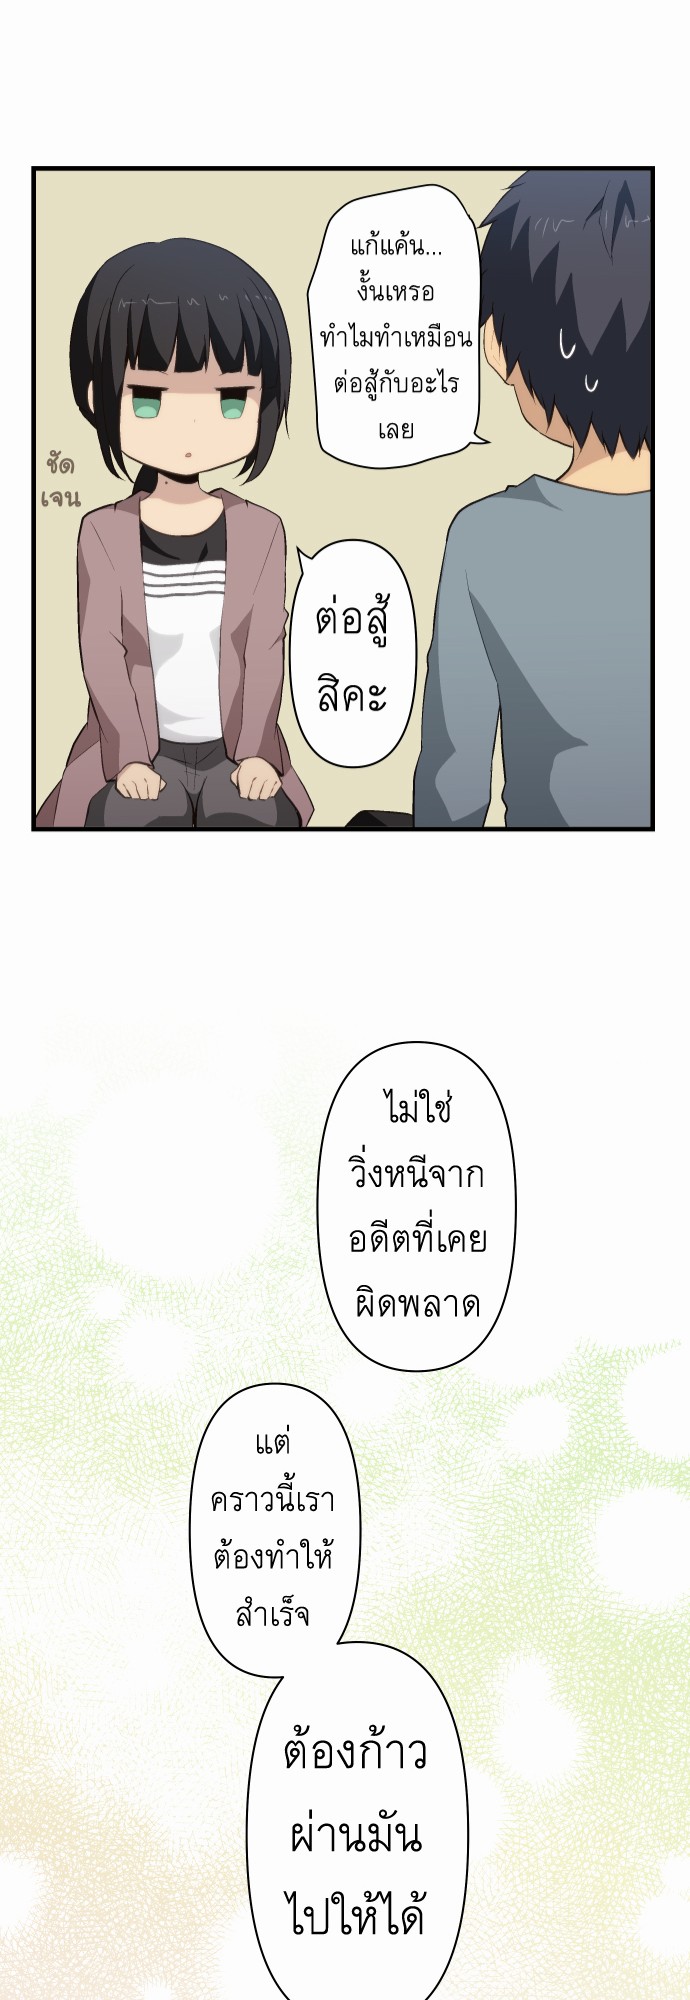 แก้แค้น...
งั้นเหรอ
ทำไมทำเหมือน
ต่อสู้กับอะไร
เลย
ชัด
เจน
ต่อสู้
สิคะ
ไม่ใช่
วิ่งหนีจาก
อดีตที่เคย
ผิดพลาด
แต่
คราวนี้เรา
ต้องทำให้
สำเร็จ
ต้องก้าว
ผ่านมัน
ไปให้ได้